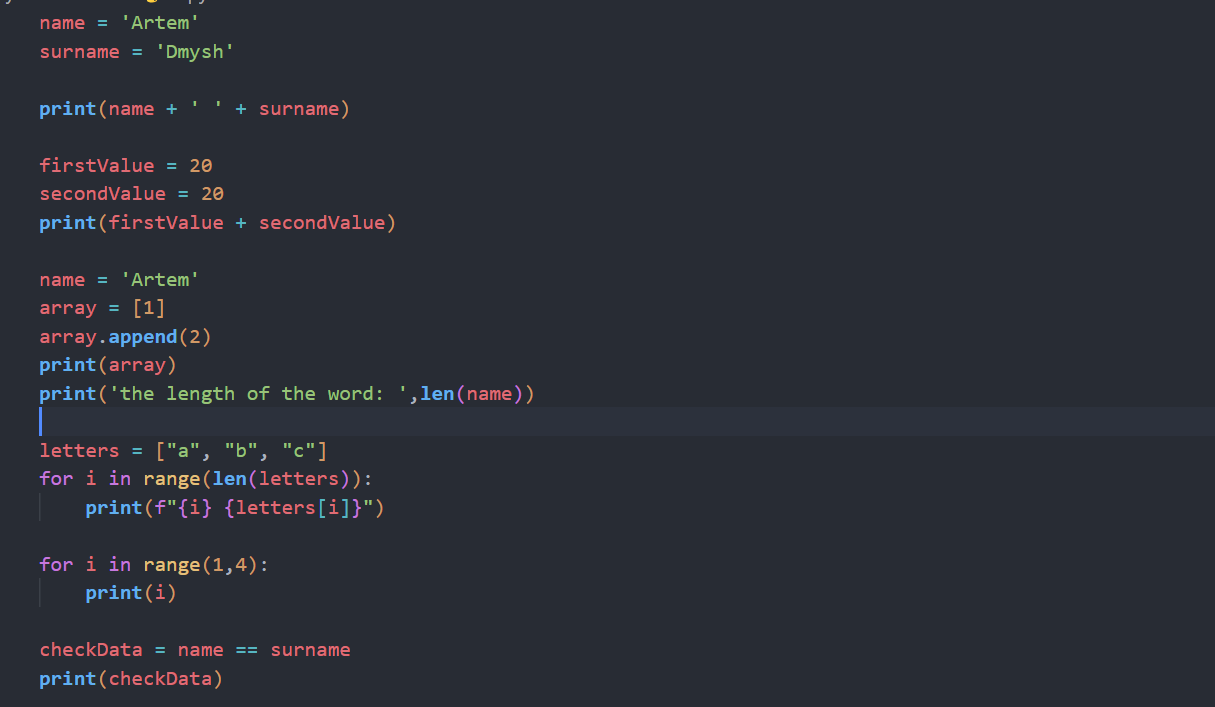 name = 'Artem'
surname = 'Dmysh'
print(name + ' ' + surname)
firstValue = 20
secondValue = 20
print(firstValue + secondValue)
name = 'Artem'
array = [1]
array.append(2)
print(array)
print('the length of the word: ',len(name))
letters = ["a", "b", "c"]
for i in range(len(letters)):
    print(f"{i} {letters[i]}")
for i in range(1,4):
    print(i)
checkData = name == surname
print(checkData)